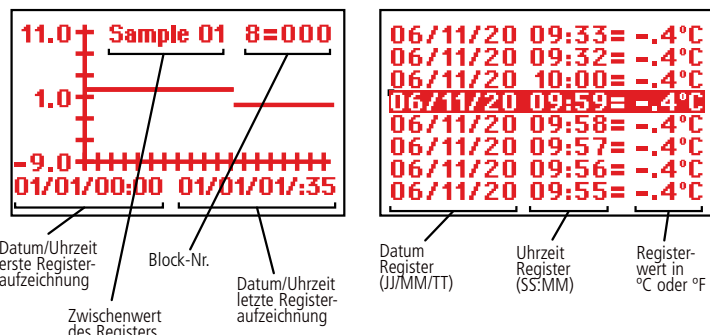 11.0 Sample 01 8=000
1.0
-9.0
01/01/00:00 01/01/01/:35
Datum/Uhrzeit
erste Register-
aufzeichnung
Zwischenwert
des Registers
Block-Nr.
Datum/Uhrzeit
letzte Register-
aufzeichnung
06/11/20 09:33= -.4°C
06/11/20 09:32= -.4°C
06/11/20 10:00= -.4°C
06/11/20 09:59= -.4°C
06/11/20 09:58= -.4°C
06/11/20 09:57= -.4°C
06/11/20 09:56= -.4°C
06/11/20 09:55= -.4°C
Datum
Register
(JJ/MM/TT)
Uhrzeit
Register
(SS:MM)
Register-
wert in
ºC oder ºF